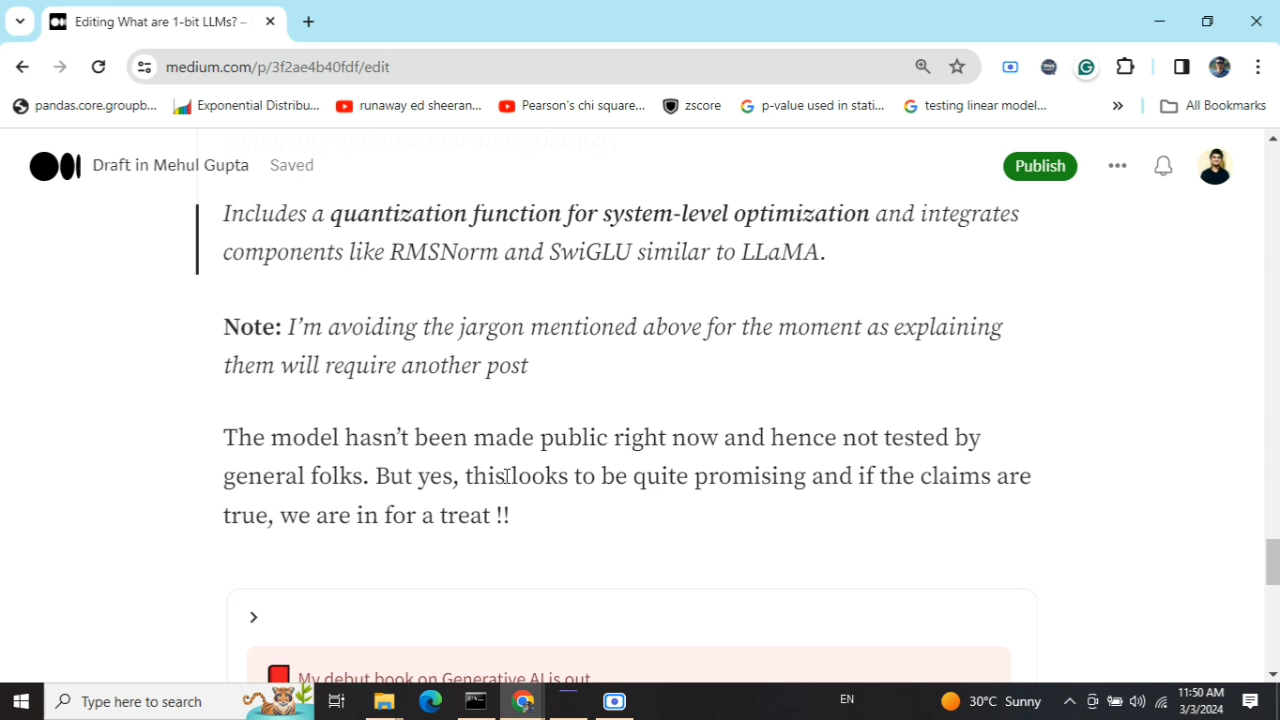 Editing What are 1-bit LLMs? –
medium.com/p/3f2ae4b40fdf/edit
pandas.core.groupb...
Exponential Distribu...
runaway ed sheeran...
Pearson's chi square...
zscore
p-value used in stati...
testing linear model...
All Bookmarks
enhancing optimization and efficiency.
Draft in Mehul Gupta Saved
Publish
Includes a quantization function for system-level optimization and integrates
components like RMSNorm and SwiGLU similar to LLaMA.
Note: I'm avoiding the jargon mentioned above for the moment as explaining
them will require another post
The model hasn't been made public right now and hence not tested by
general folks. But yes, this looks to be quite promising and if the claims are
true, we are in for a treat !!
My debut book on Generative AI is out
Type here to search
EN
30°C Sunny
11:50 AM
3/3/2024